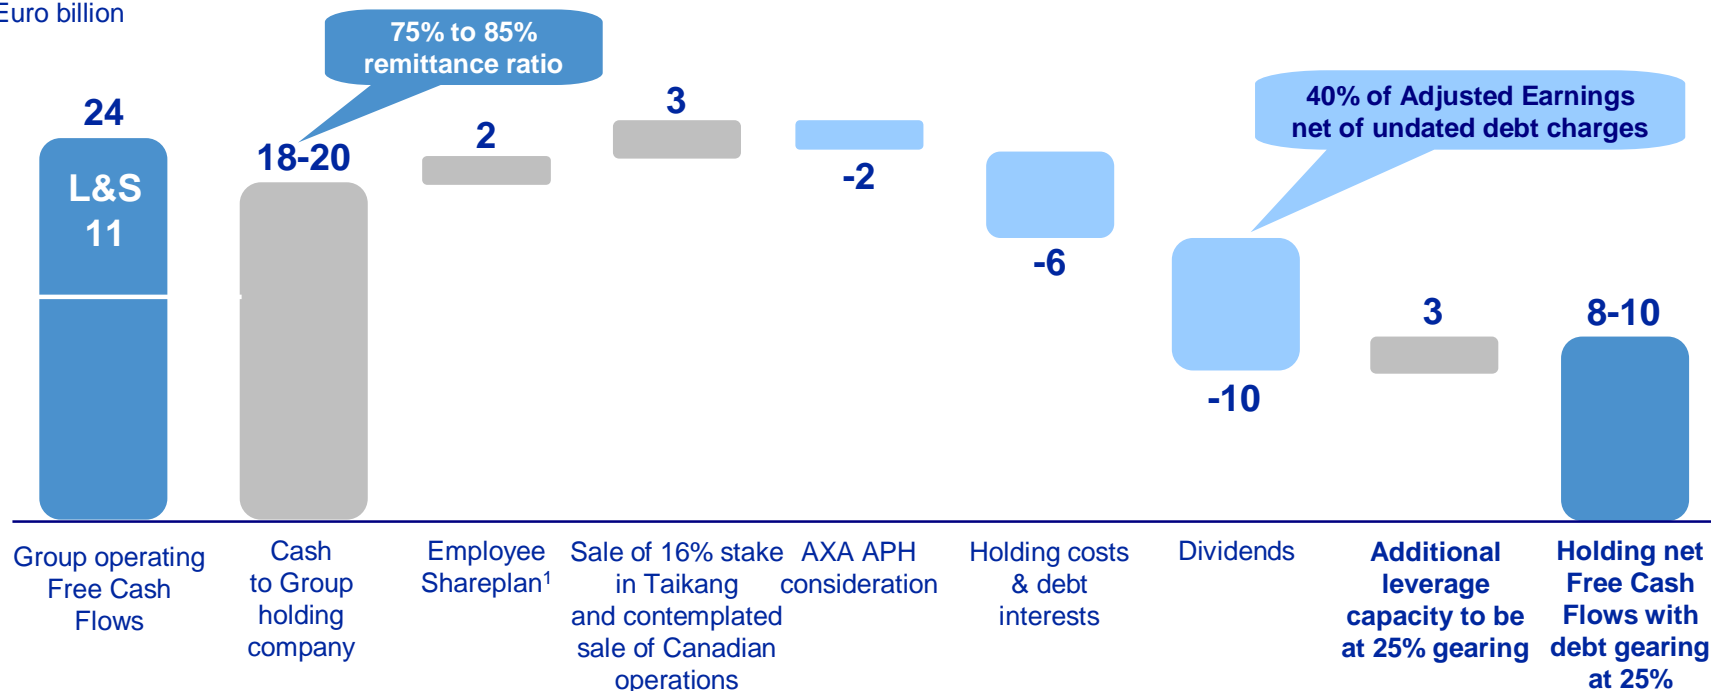 Euro billion
75% to 85%
remittance ratio
40% of Adjusted Earnings
net of undated debt charges
24
L&S
11
18-20
2
3
-2
-6
-10
3
8-10
Group operating
Free Cash
Flows
Cash
to Group
holding
company
Employee
Shareplan¹
Sale of 16% stake
in Taikang
and contemplated
sale of Canadian
operations
AXA APH
consideration
Holding costs
& debt
interests
Dividends
Additional
leverage
capacity to be
at 25% gearing
Holding net
Free Cash
Flows with
debt gearing
at 25%